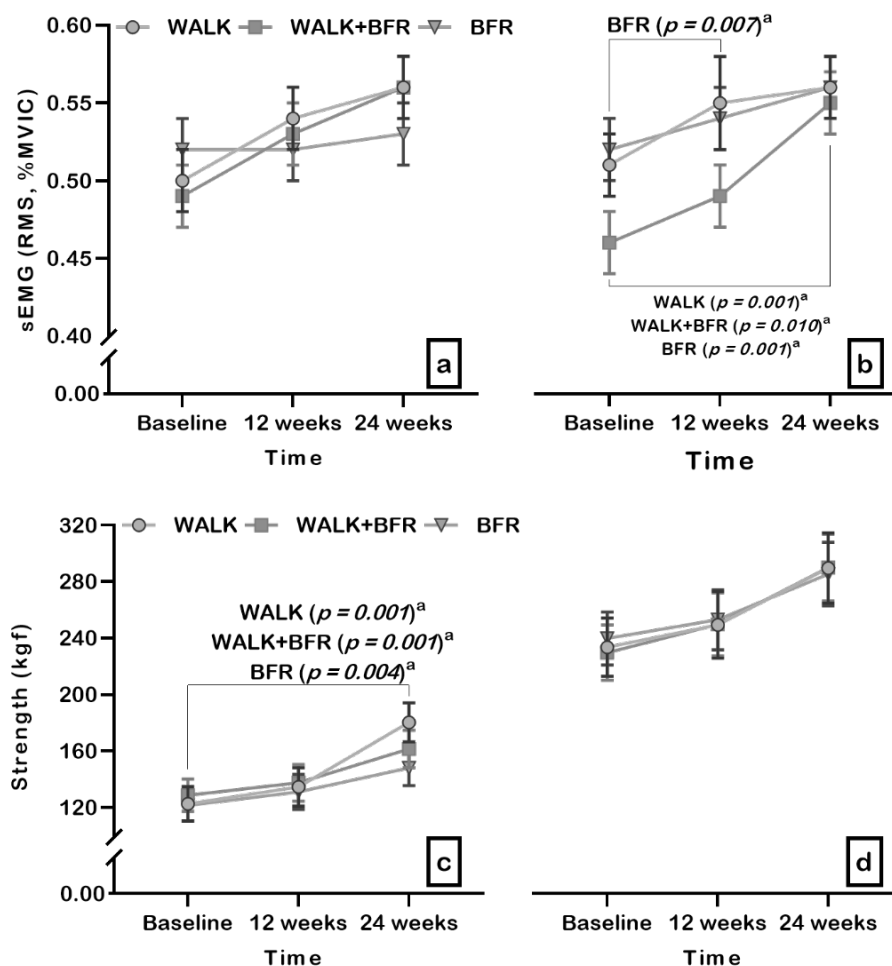 WALK WALK+BFR BFR
0.60
0.55
0.50
0.45
0.40
0.00
sEMG (RMS, %MVIC)
a
Baseline 12 weeks 24 weeks
Time
BFR (p = 0.007)a
WALK (p = 0.001)a
WALK+BFR (p = 0.010)a
BFR (p = 0.001)a
b
Baseline 12 weeks 24 weeks
Time
WALK WALK+BFR BFR
320
280
240
200
160
120
0.00
Strength (kgf)
WALK (p = 0.001)a
WALK+BFR (p = 0.001)a
BFR (p = 0.004)a
c
Baseline 12 weeks 24 weeks
Time
d
Baseline 12 weeks 24 weeks
Time